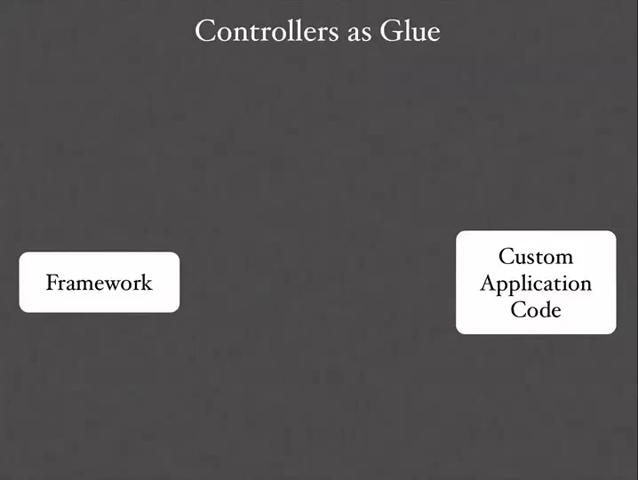 Controllers as Glue
Framework
Custom
Application
Code